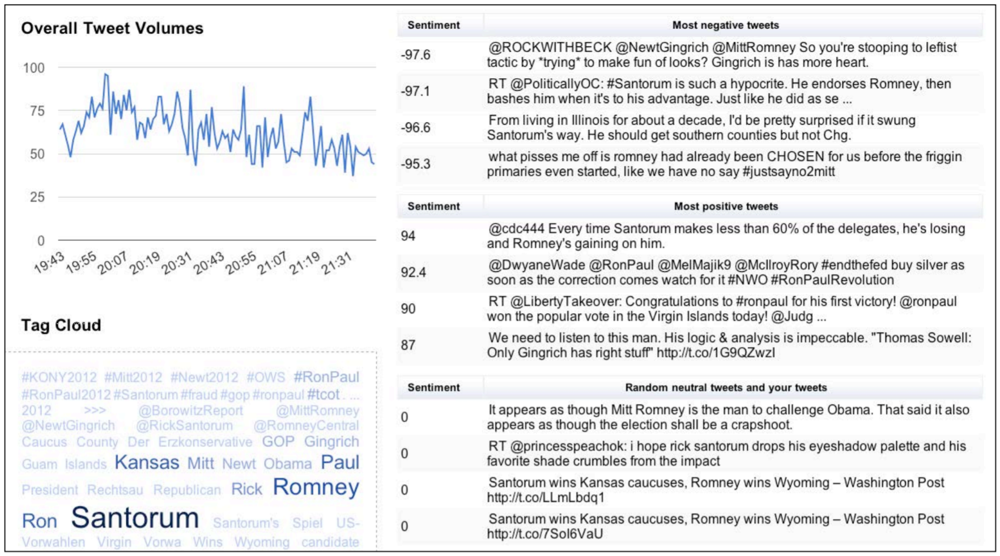 Overall Tweet Volumes
100
75
50
25
0
19:43 19:55 20:07 20:19 20:31 20:43 20:55 21:07 21:19 21:31
Tag Cloud
#KONY2012 #Mitt2012 #Newt2012 #OWS #RonPaul
#RonPaul2012 #Santorum #fraud #gop #ronpaul #tcot . ...
2012 >>> @BorowitzReport @MittRomney
@NewtGingrich @RickSantorum @RomneyCentral
Caucus County Der Erzkonservative GOP Gingrich
Guam Islands Kansas Mitt Newt Obama Paul
President Rechtsau Republican Rick Romney
Ron Santorum Santorum's Spiel US-
Vorwahlen Virgin Vorwa Wins Wyoming candidate
Sentiment Most negative tweets
-97.6 @ROCKWITHBECK @NewtGingrich @MittRomney So you're stooping to leftist
tactic by *trying* to make fun of looks? Gingrich is has more heart.
-97.1 RT @PoliticallyOC: #Santorum is such a hypocrite. He endorses Romney, then
bashes him when it's to his advantage. Just like he did as se ...
-96.6 From living in Illinois for about a decade, I'd be pretty surprised if it swung
Santorum's way. He should get southern counties but not Chg.
-95.3 what pisses me off is romney had already been CHOSEN for us before the friggin
primaries even started, like we have no say #justsayno2mitt
Sentiment Most positive tweets
94 @cdc444 Every time Santorum makes less than 60% of the delegates, he's losing
and Romney's gaining on him.
92.4 @DwyaneWade @RonPaul @MelMajik9 @McIlroyRory #endthefed buy silver as
soon as the correction comes watch for it #NWO #RonPaulRevolution
90 RT @LibertyTakeover: Congratulations to #ronpaul for his first victory! @ronpaul
won the popular vote in the Virgin Islands today! @Judg ...
87 We need to listen to this man. His logic & analysis is impeccable. "Thomas Sowell:
Only Gingrich has right stuff" http://t.co/1G9QZwzI
Sentiment Random neutral tweets and your tweets
0 It appears as though Mitt Romney is the man to challenge Obama. That said it also
appears as though the election shall be a crapshoot.
0 RT @princesspeachok: i hope rick santorum drops his eyeshadow palette and his
favorite shade crumbles from the impact
0 Santorum wins Kansas caucuses, Romney wins Wyoming – Washington Post
http://t.co/LLmLbdq1
0 Santorum wins Kansas caucuses, Romney wins Wyoming – Washington Post
http://t.co/7SoI6VaU